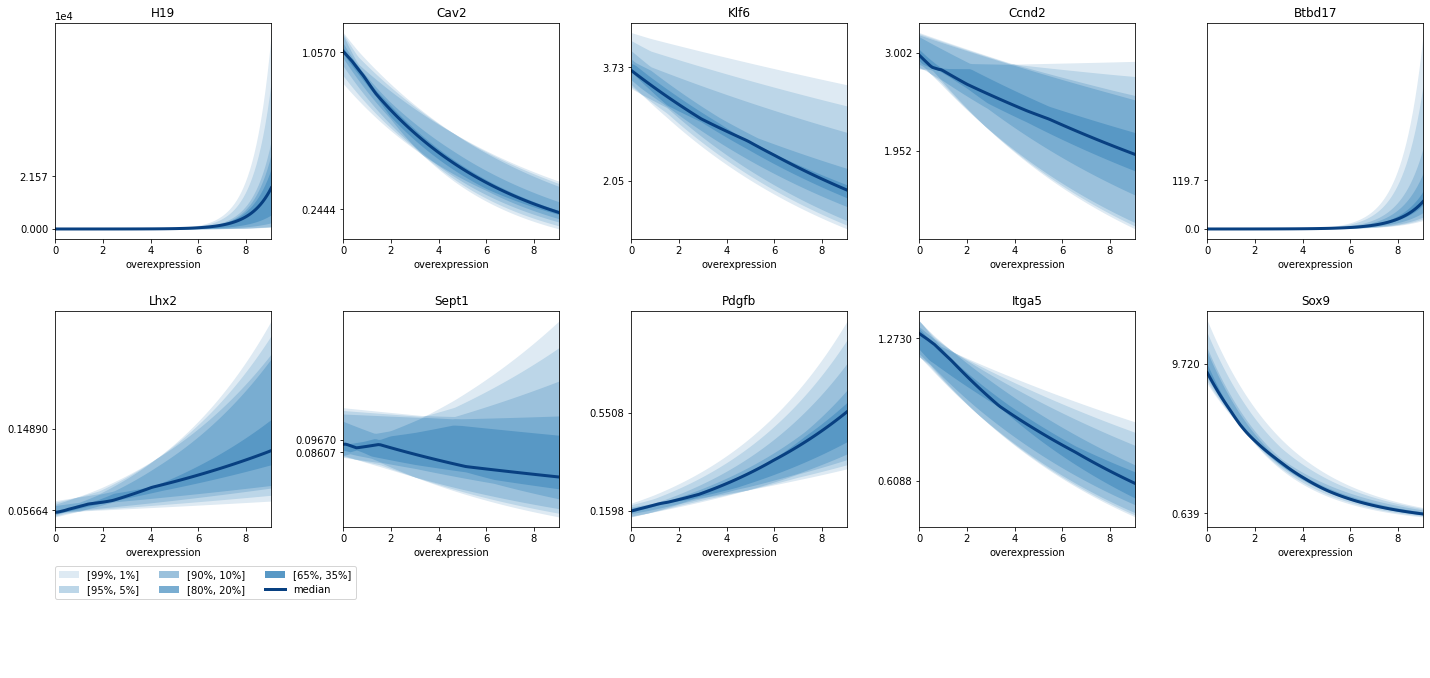 H19 Cav2 Klf6 Ccnd2 Btbd17
1e4
2.157 0.000 0 2 4 6 8 overexpression
1.0570 0.2444 0 2 4 6 8 overexpression
3.73 2.05 0 2 4 6 8 overexpression
3.002 1.952 0 2 4 6 8 overexpression
119.7 0.0 0 2 4 6 8 overexpression
Lhx2 Sept1 Pdgfb Itga5 Sox9
0.14890 0.05664 0 2 4 6 8 overexpression
0.09670 0.08607 0 2 4 6 8 overexpression
0.5508 0.1598 0 2 4 6 8 overexpression
1.2730 0.6088 0 2 4 6 8 overexpression
9.720 0.639 0 2 4 6 8 overexpression
[99%, 1%] [90%, 10%] [65%, 35%]
[95%, 5%] [80%, 20%] median